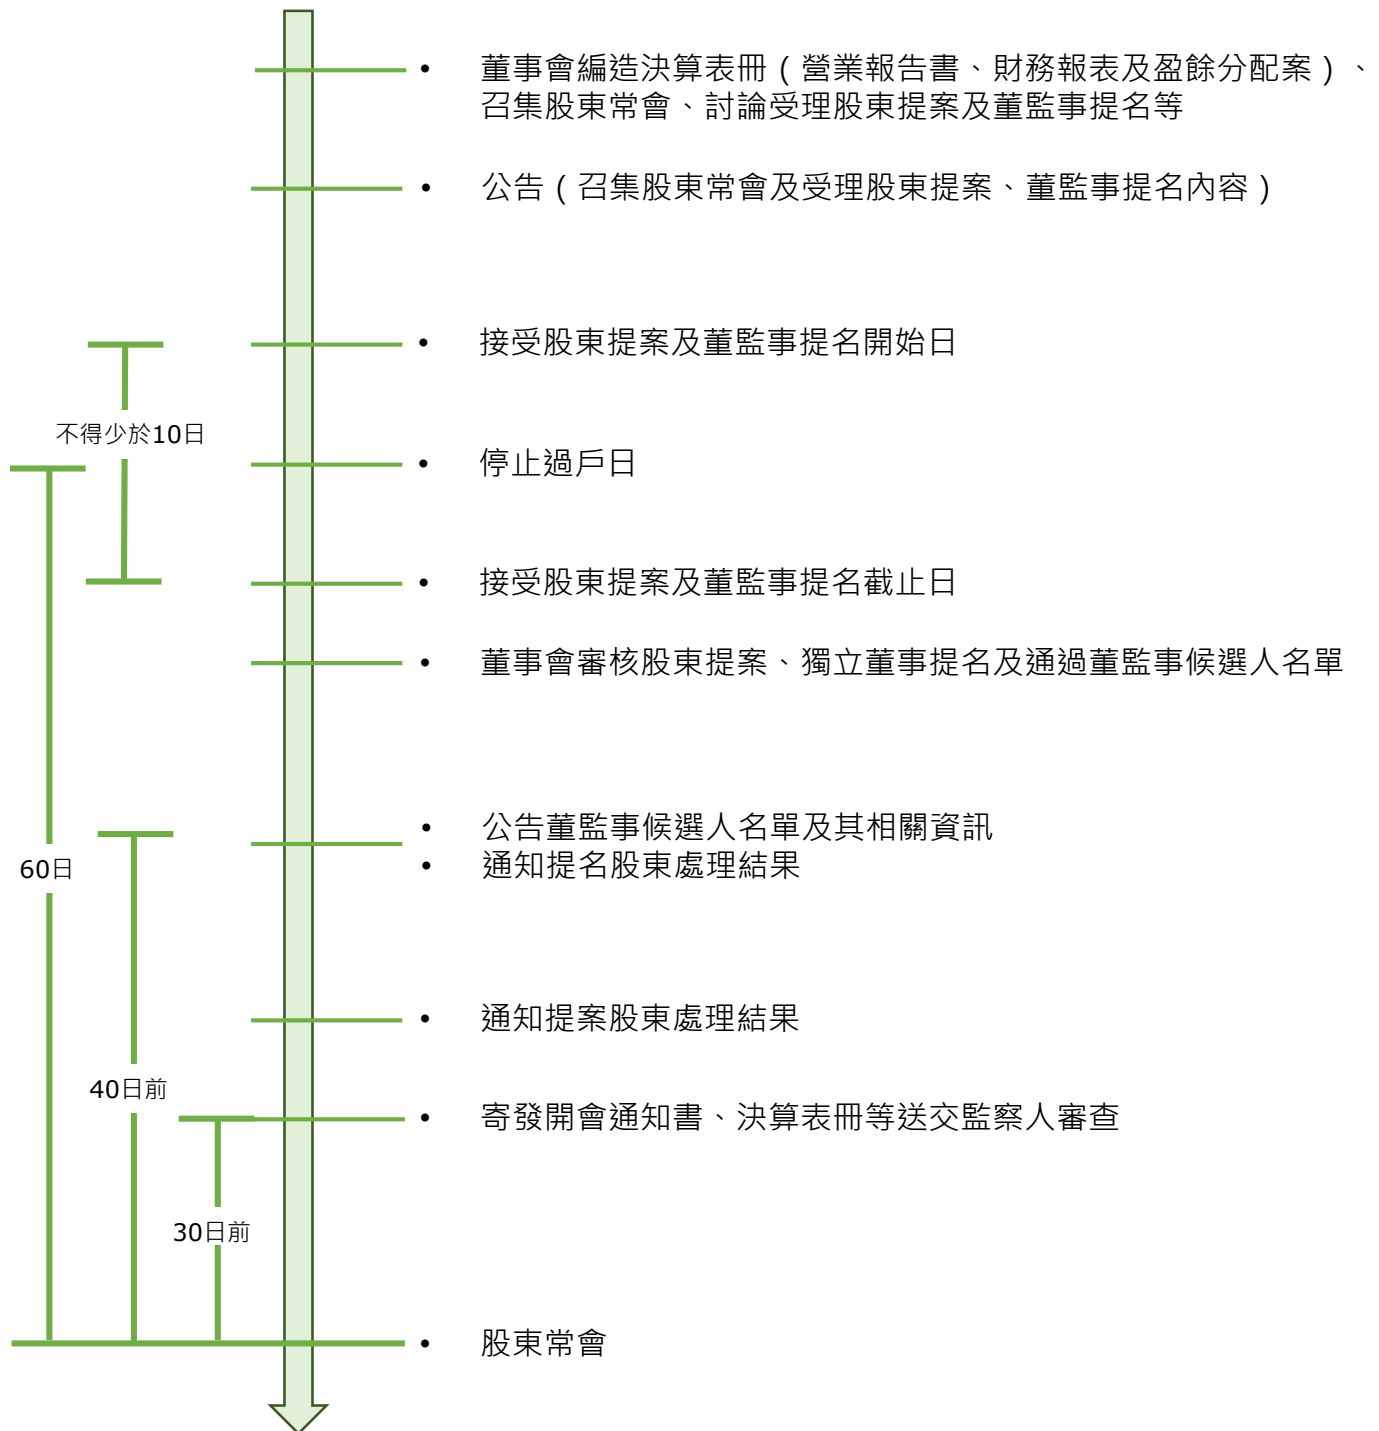 • 董事會編造決算表冊（營業報告書、財務報表及盈餘分配案）、
召集股東常會、討論受理股東提案及董監事提名等
• 公告（召集股東常會及受理股東提案、董監事提名內容）
• 接受股東提案及董監事提名開始日
不得少於10日
• 停止過戶日
• 接受股東提案及董監事提名截止日
• 董事會審核股東提案、獨立董事提名及通過董監事候選人名單
• 公告董監事候選人名單及其相關資訊
• 通知提名股東處理結果
60日
• 通知提案股東處理結果
40日前
• 寄發開會通知書、決算表冊等送交監察人審查
30日前
• 股東常會